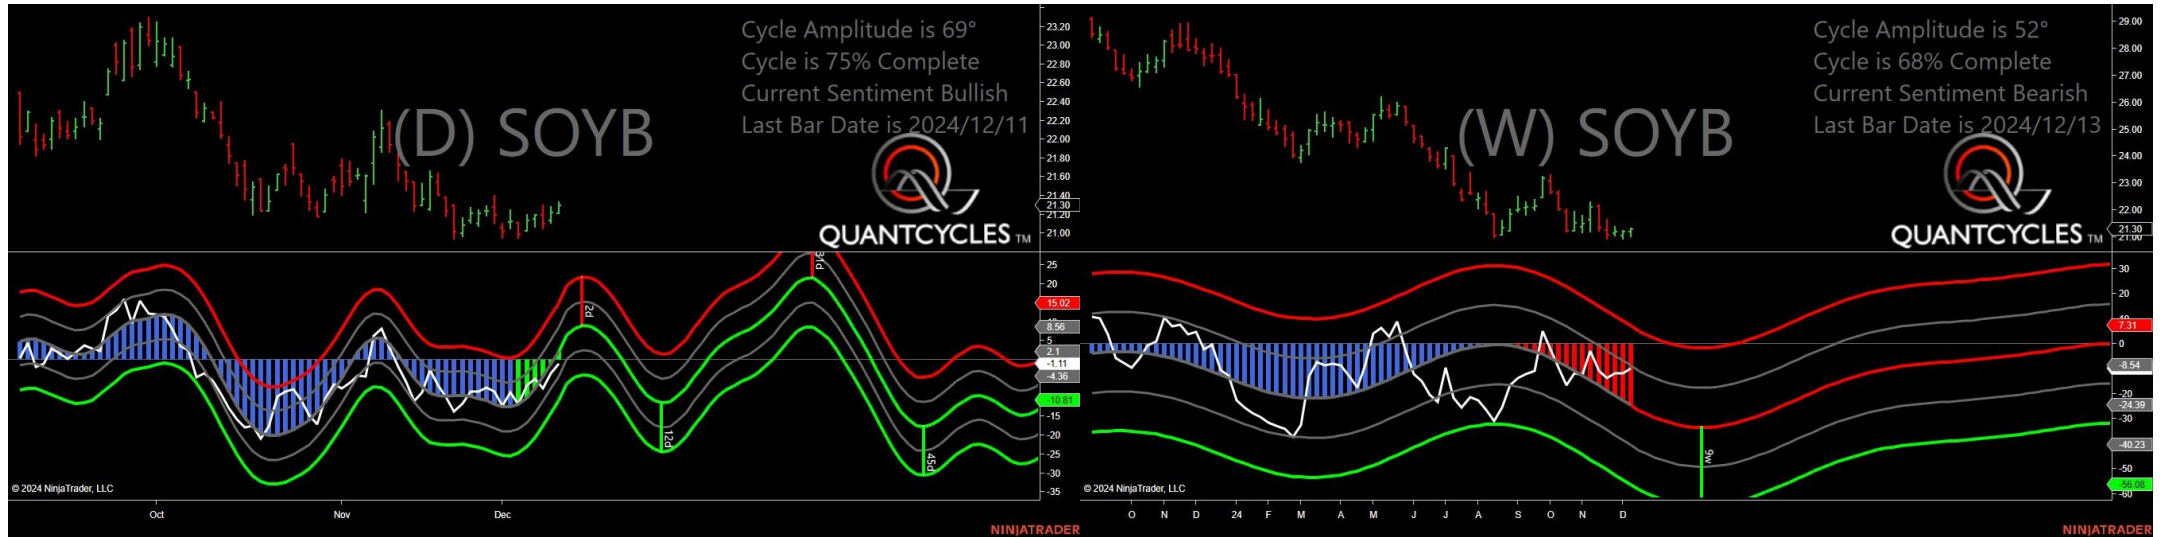 Cycle Amplitude is 69°
Cycle is 75% Complete
Current Sentiment Bullish
Last Bar Date is 2024/12/11
(D) SOYB
QUANTCYCLES TM
23.20
23.00
22.80
22.60
22.40
22.20
22.00
21.80
21.60
21.40
21.30
21.20
21.00
25
20
15.02
8.56
5
2.1
-1.11
-4.36
-10.81
-15
-20
-25
-30
-35
2d
12d
31d
45d
© 2024 NinjaTrader, LLC
Oct Nov Dec
NINJATRADER
Cycle Amplitude is 52°
Cycle is 68% Complete
Current Sentiment Bearish
Last Bar Date is 2024/12/13
(W) SOYB
QUANTCYCLES TM
29.00
28.00
27.00
26.00
25.00
24.00
23.00
22.00
21.30
21.00
30
20
7.31
0
-8.54
-20
-24.39
-30
-40.23
-50
-56.08
-60
9w
© 2024 NinjaTrader, LLC
O N D 24 F M A M J J A S O N D
NINJATRADER